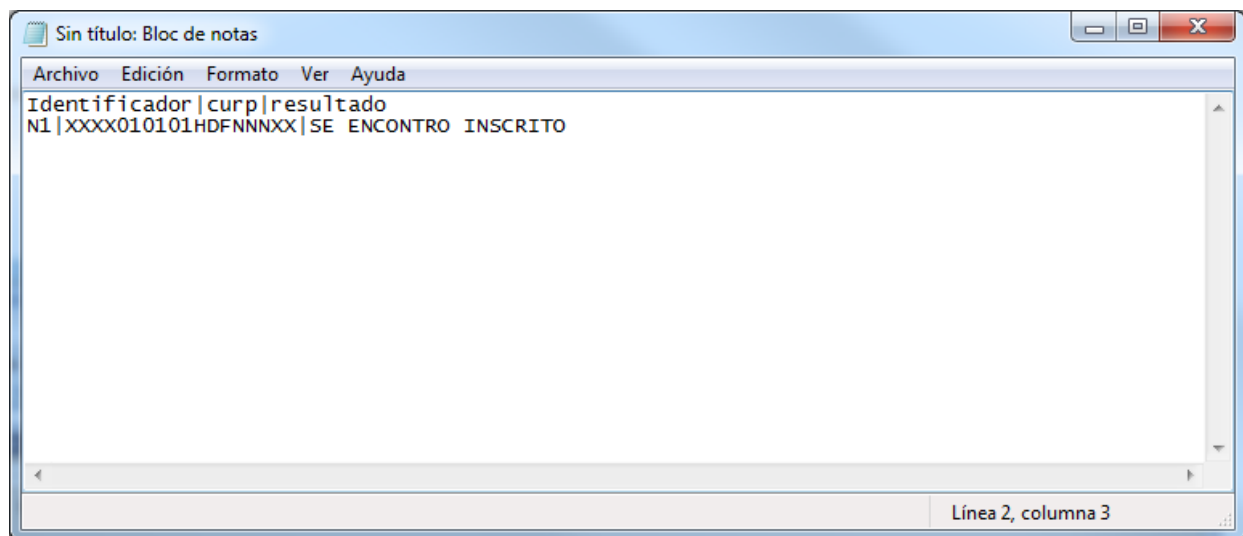 Sin título: Bloc de notas
Archivo Edición Formato Ver Ayuda
Identificador|curp|resultado
N1|XXXX010101HDFNNNXX|SE ENCONTRO INSCRITO
Línea 2, columna 3